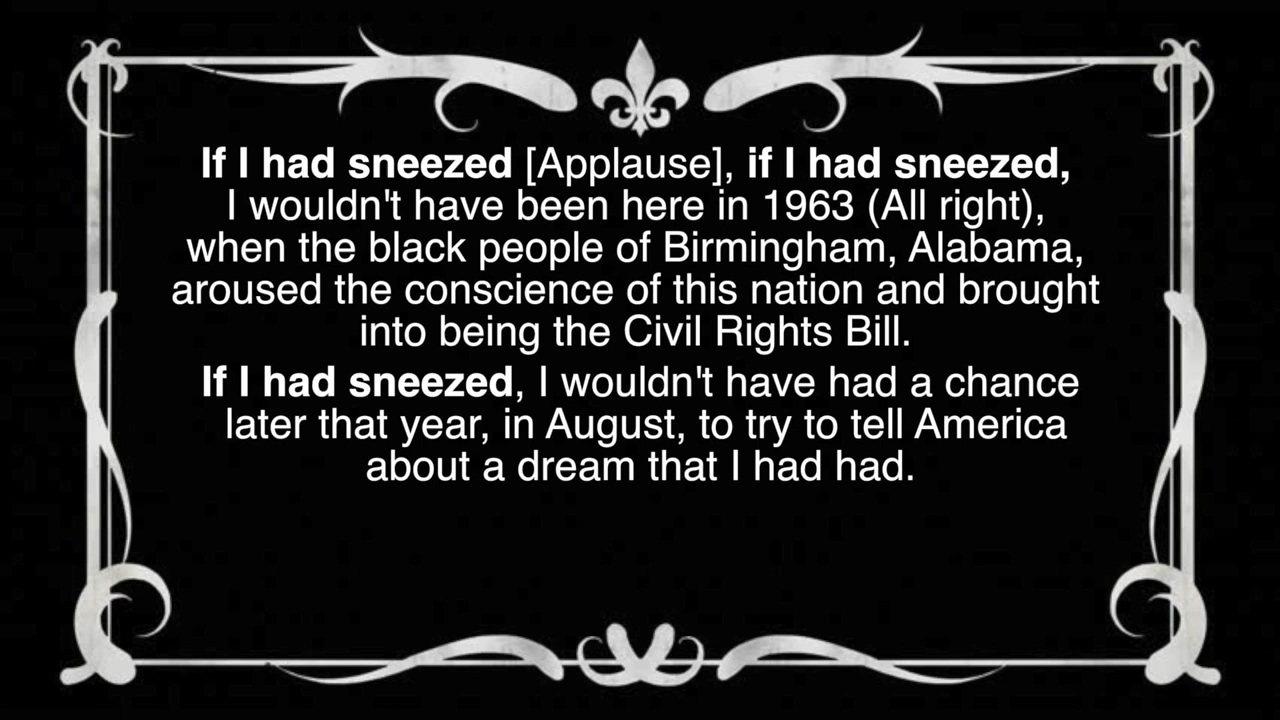 If I had sneezed [Applause], if I had sneezed,
I wouldn't have been here in 1963 (All right),
when the black people of Birmingham, Alabama,
aroused the conscience of this nation and brought
into being the Civil Rights Bill.
If I had sneezed, I wouldn't have had a chance
later that year, in August, to try to tell America
about a dream that I had had.